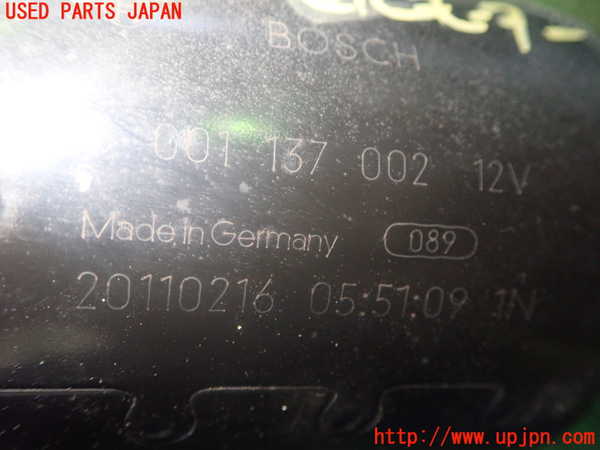 USED PARTS JAPAN
BOSCH
001 137 002 12V
Made in Germany 089
20110216 05:51:09 1N
http://www.upjpn.com/